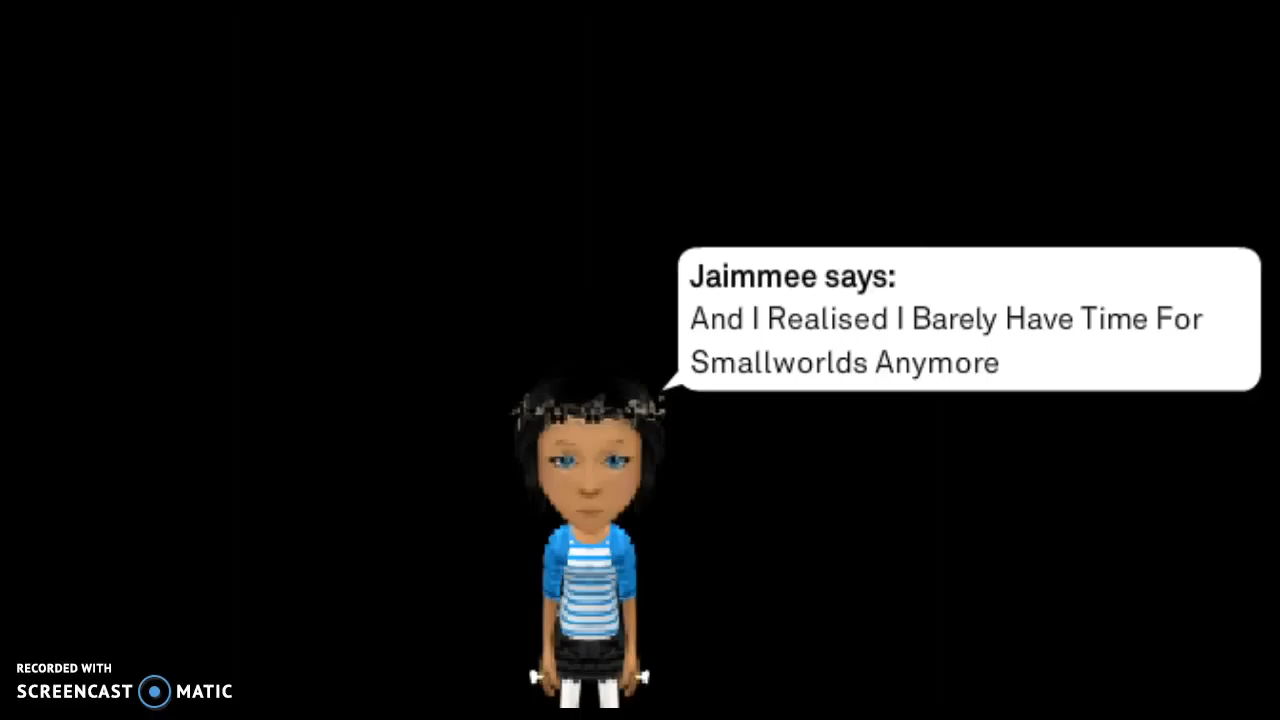 Jaimmee says:
And I Realised I Barely Have Time For
Smallworlds Anymore
RECORDED WITH
SCREENCAST MATIC